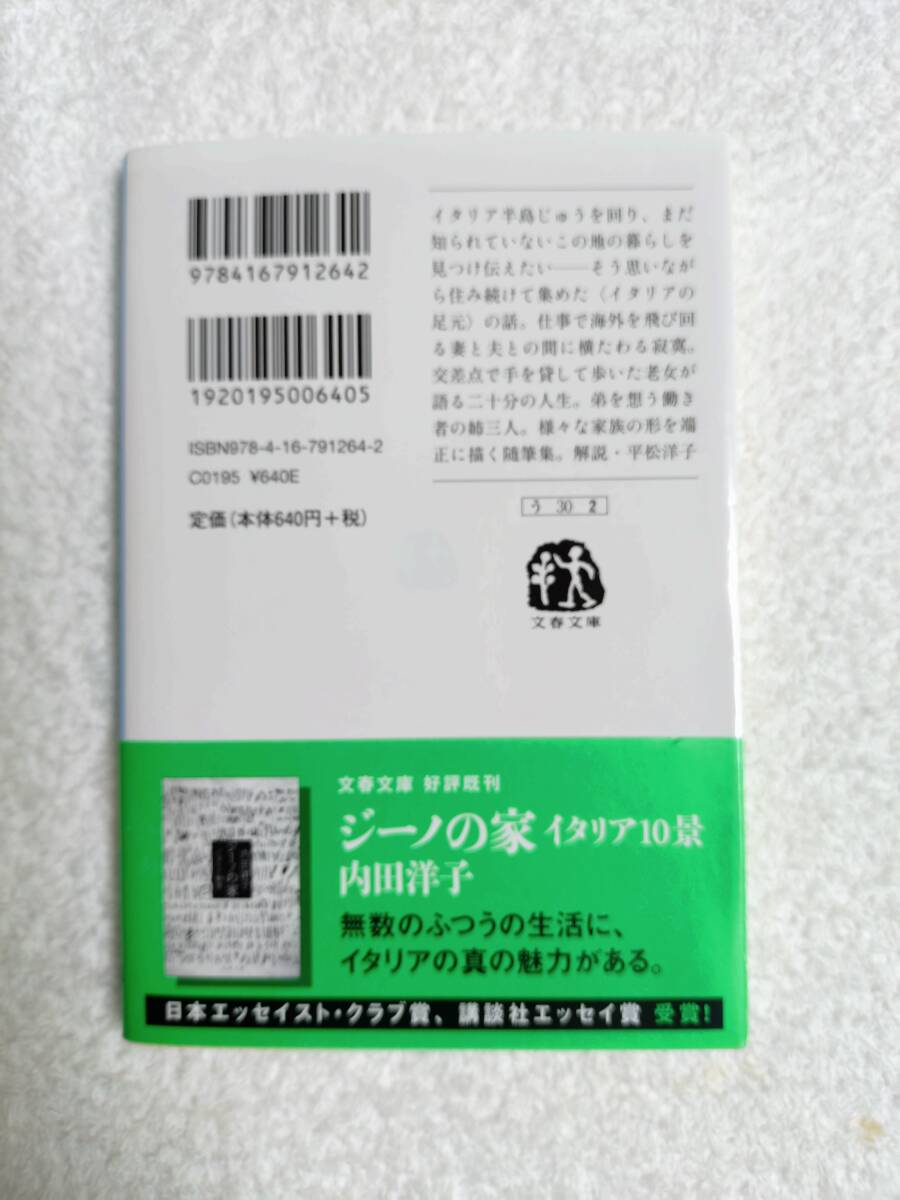 9784167912642
1920195006405
ISBN978-4-16-791264-2
C0195 ¥640E
定価(本体640円+税)
イタリア半島じゅうを回り、まだ
知られていないこの地の暮らしを
見つけ伝えたい――そう思いなが
ら住み続けて集めた〈イタリアの
足元〉の話。仕事で海外を飛び回
る妻と夫との間に横たわる寂寞。
交差点で手を貸して歩いた老女が
語る二十分の人生。弟を想う働き
者の姉三人。様々な家族の形を端
正に描く随筆集。解説・平松洋子
う 30 2
文春文庫
文春文庫 好評既刊
ジーノの家 イタリア10景
内田洋子
無数のふつうの生活に、
イタリアの真の魅力がある。
日本エッセイスト・クラブ賞、講談社エッセイ賞 受賞!